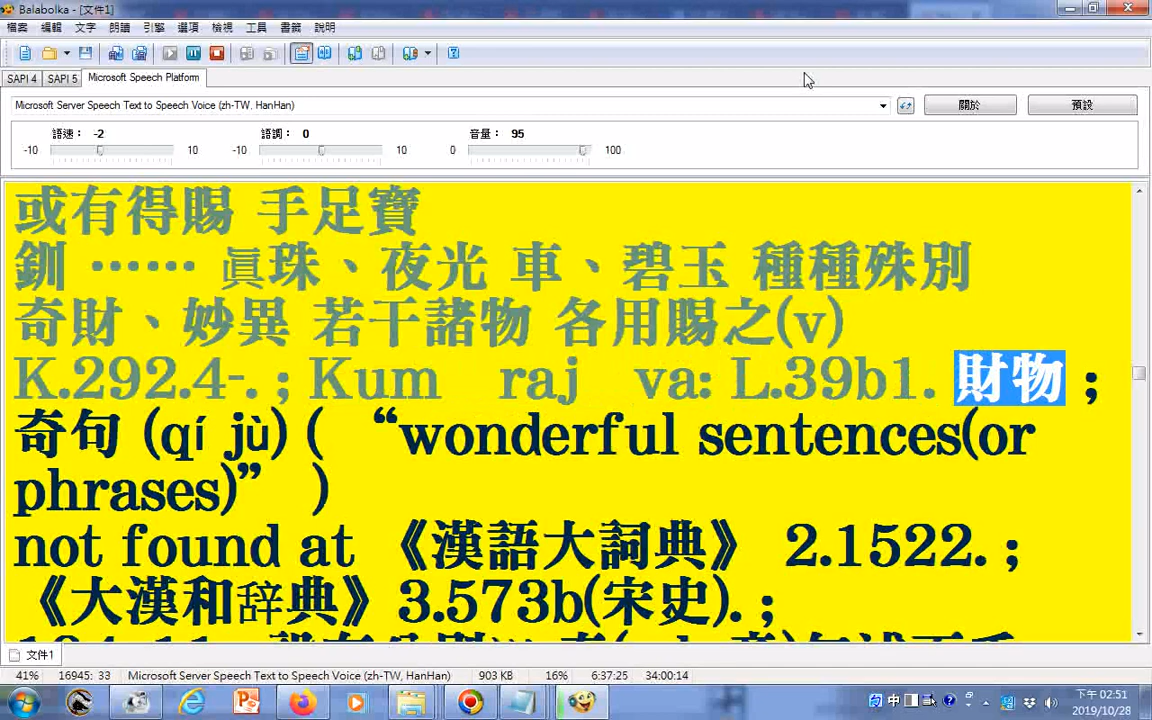 Balabolka - [文件1]
檔案 編輯 文字 朗讀 引擎 選項 檢視 工具 書籤 說明
SAPI 4 SAPI 5 Microsoft Speech Platform
Microsoft Server Speech Text to Speech Voice (zh-TW, HanHan) 關於 預設
語速： -2 語調： 0 音量： 95
-10 10 -10 10 0 100
或有得賜 手足寶
釧 …… 眞珠、夜光 車、碧玉 種種殊別
奇財、妙異 若干諸物 各用賜之(v)
K.292.4-. ; Kum raj va: L.39b1. 財物 ;
奇句 (qí jù) ( “wonderful sentences(or
phrases)” )
not found at 《漢語大詞典》 2.1522. ;
《大漢和辞典》3.573b(宋史). ;
文件1
41% 16945: 33 Microsoft Server Speech Text to Speech Voice (zh-TW, HanHan) 903 KB 16% 6:37:25 34:00:14
中 下午 02:51
2019/10/28